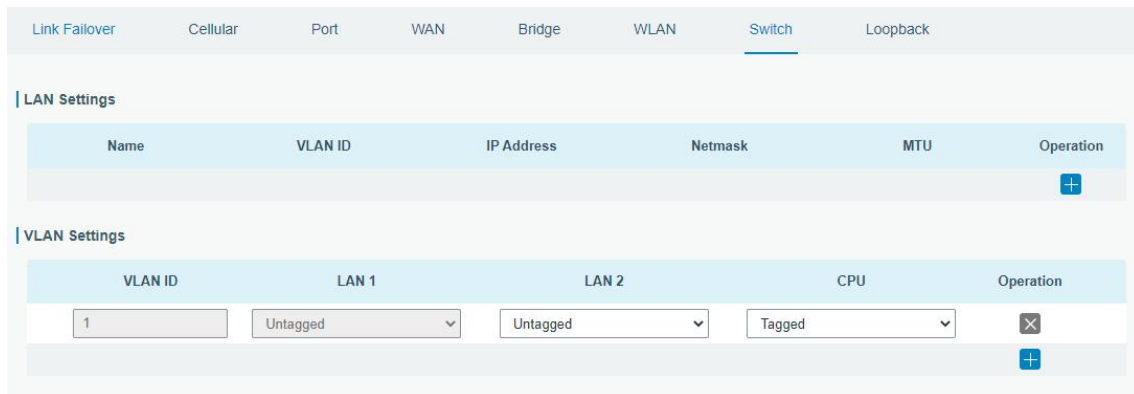 Link Failover Cellular Port WAN Bridge WLAN Switch Loopback
LAN Settings
Name VLAN ID IP Address Netmask MTU Operation
VLAN Settings
VLAN ID LAN 1 LAN 2 CPU Operation
1 Untagged Untagged Tagged